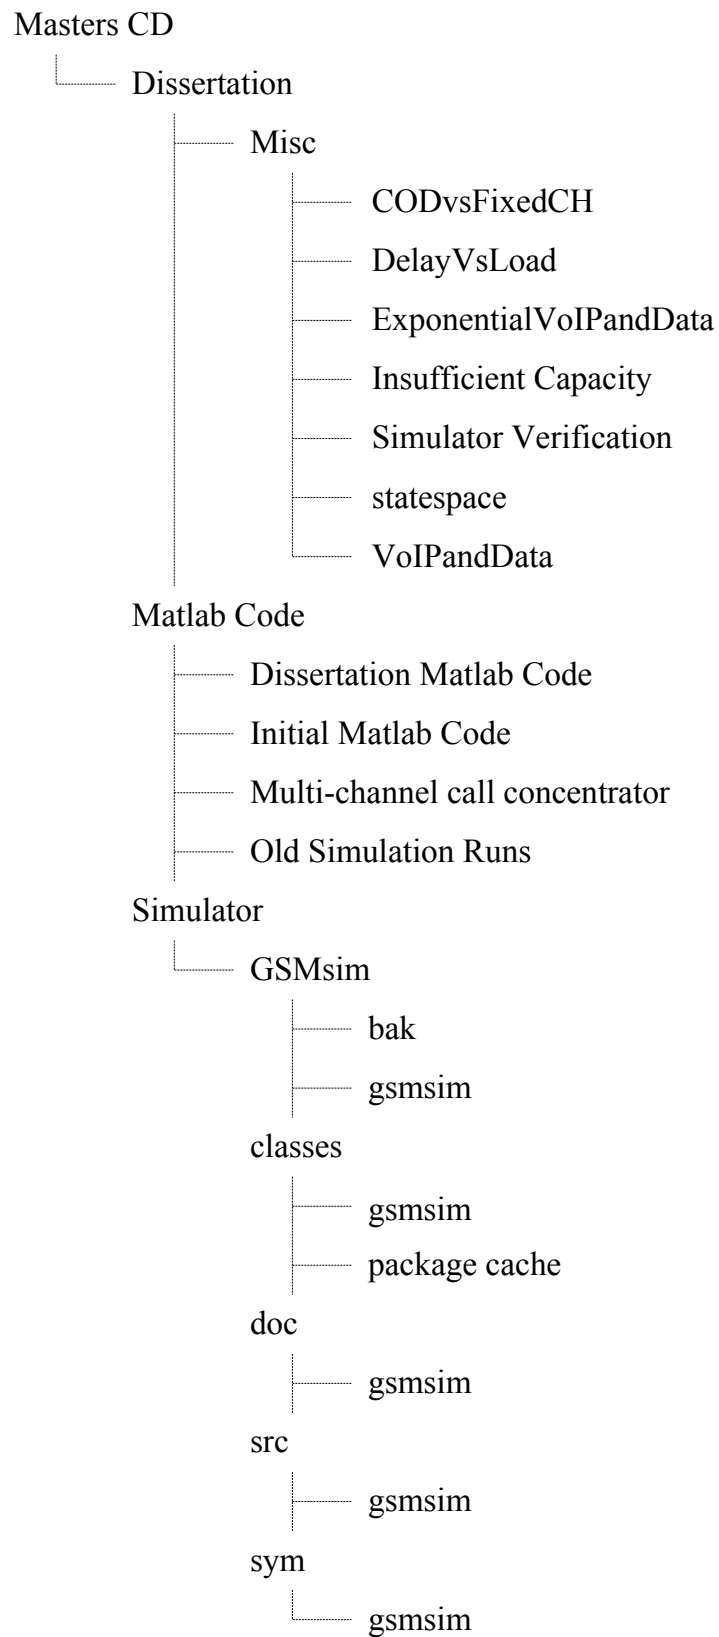 Masters CD
Dissertation
Misc
CODvsFixedCH
DelayVsLoad
ExponentialVoIPandData
Insufficient Capacity
Simulator Verification
statespace
VoIPandData
Matlab Code
Dissertation Matlab Code
Initial Matlab Code
Multi-channel call concentrator
Old Simulation Runs
Simulator
GSMsim
bak
gsmsim
classes
gsmsim
package cache
doc
gsmsim
src
gsmsim
sym
gsmsim